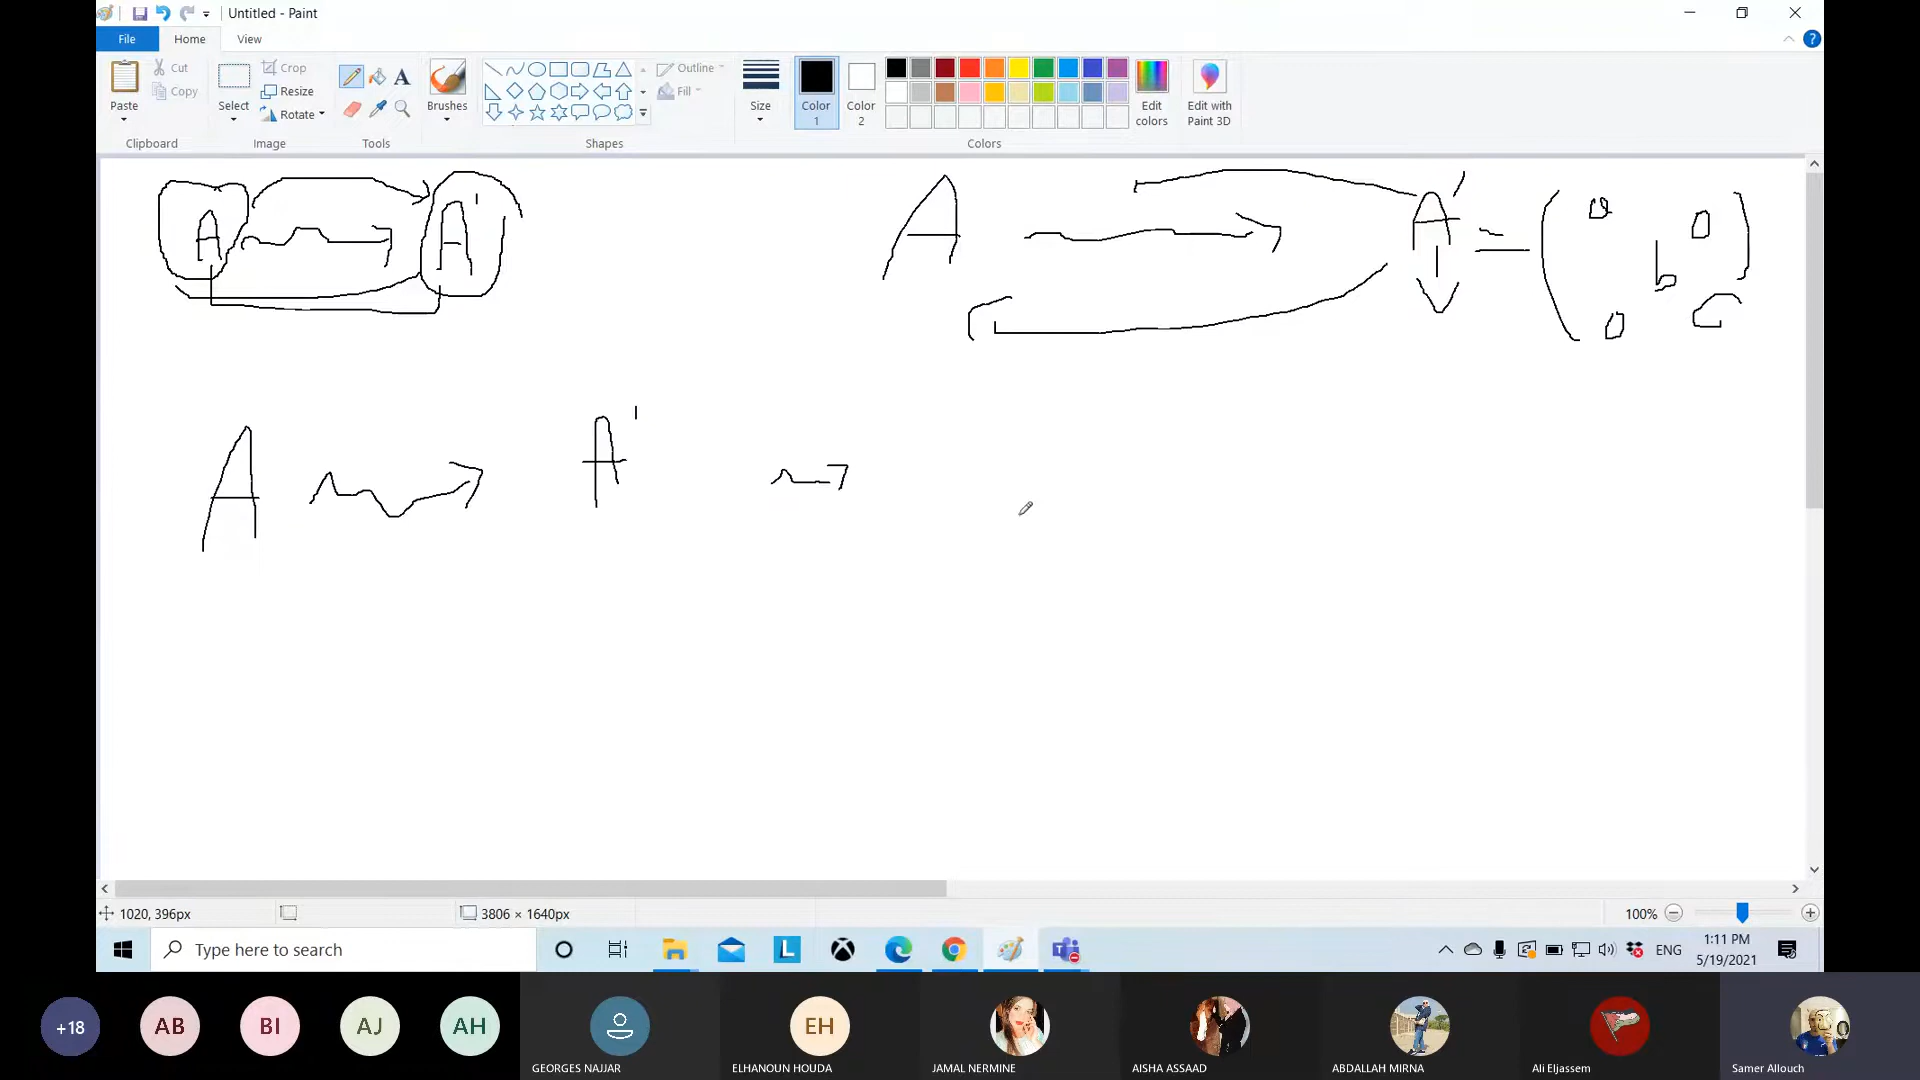 Untitled - Paint
File Home View
Cut
Copy
Paste
Crop
Resize
Rotate
Select
Brushes
Outline
Fill
Size
Color 1
Color 2
Edit colors
Edit with Paint 3D
Clipboard Image Tools Shapes Colors
A A' A A' = ( a 0 b 0 c )
A A'
1020, 396px 3806 × 1640px 100%
Type here to search
ENG 1:11 PM
5/19/2021
+18 AB BI AJ AH EH
GEORGES NAJJAR ELHANOUN HOUDA JAMAL NERMINE AISHA ASSAAD ABDALLAH MIRNA Ali Eljassem Samer Allouch